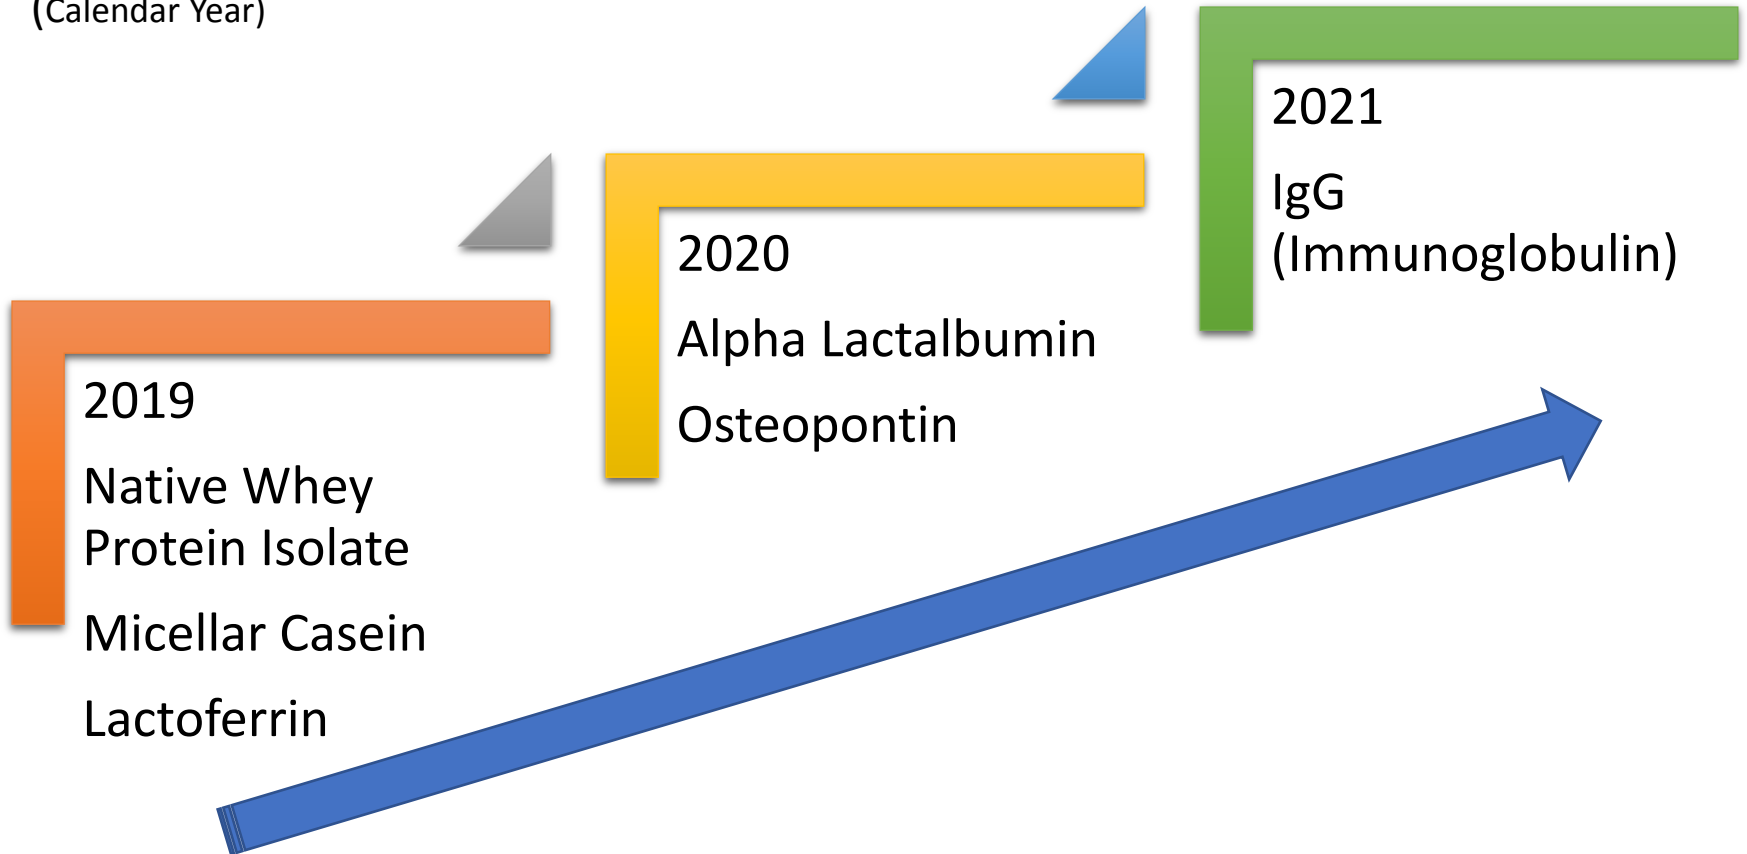 (Calendar Year)
2019
Native Whey
Protein Isolate
Micellar Casein
Lactoferrin
2020
Alpha Lactalbumin
Osteopontin
2021
IgG
(Immunoglobulin)